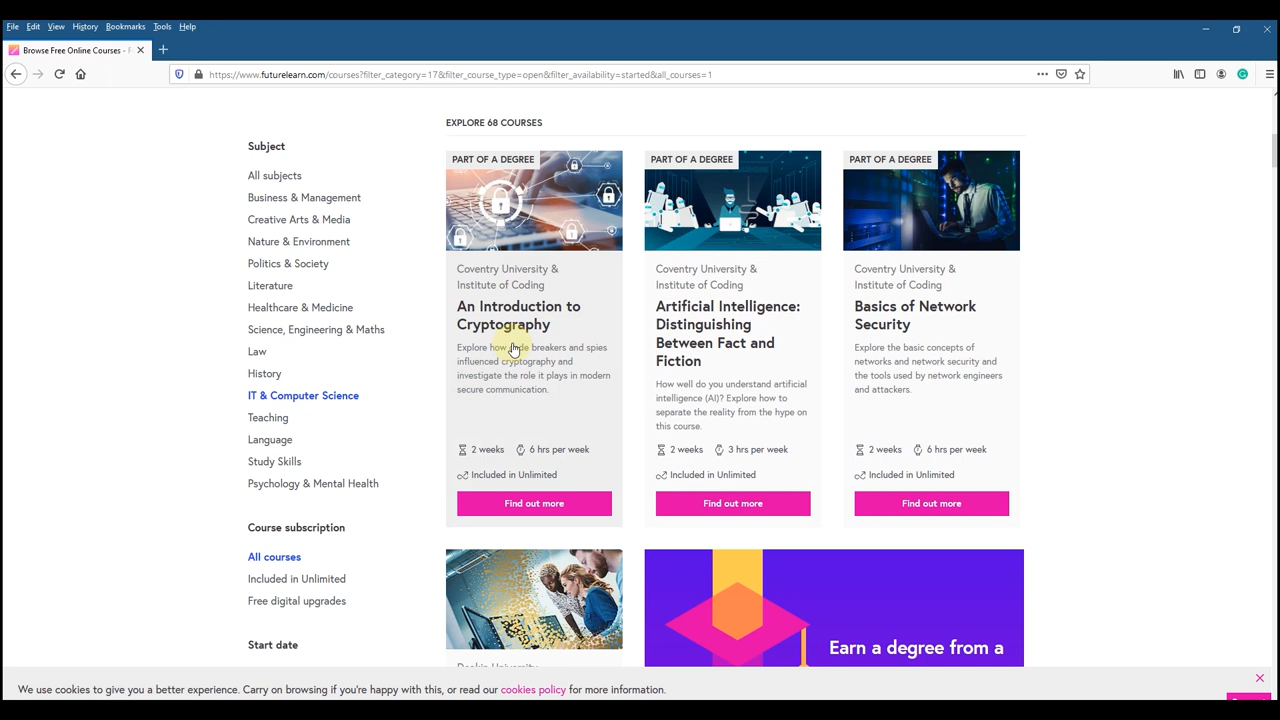 File Edit View History Bookmarks Tools Help
Browse Free Online Courses - F
https://www.futurelearn.com/courses?filter_category=17&filter_course_type=open&filter_availability=started&all_courses=1
EXPLORE 68 COURSES
Subject
All subjects
Business & Management
Creative Arts & Media
Nature & Environment
Politics & Society
Literature
Healthcare & Medicine
Science, Engineering & Maths
Law
History
IT & Computer Science
Teaching
Language
Study Skills
Psychology & Mental Health
Course subscription
All courses
Included in Unlimited
Free digital upgrades
Start date
PART OF A DEGREE
Coventry University &
Institute of Coding
An Introduction to
Cryptography
Explore how code breakers and spies
influenced cryptography and
investigate the role it plays in modern
secure communication.
2 weeks 6 hrs per week
Included in Unlimited
Find out more
PART OF A DEGREE
Coventry University &
Institute of Coding
Artificial Intelligence:
Distinguishing
Between Fact and
Fiction
How well do you understand artificial
intelligence (AI)? Explore how to
separate the reality from the hype on
this course.
2 weeks 3 hrs per week
Included in Unlimited
Find out more
PART OF A DEGREE
Coventry University &
Institute of Coding
Basics of Network
Security
Explore the basic concepts of
networks and network security and
the tools used by network engineers
and attackers.
2 weeks 6 hrs per week
Included in Unlimited
Find out more
Deakin University
Earn a degree from a
We use cookies to give you a better experience. Carry on browsing if you're happy with this, or read our cookies policy for more information.